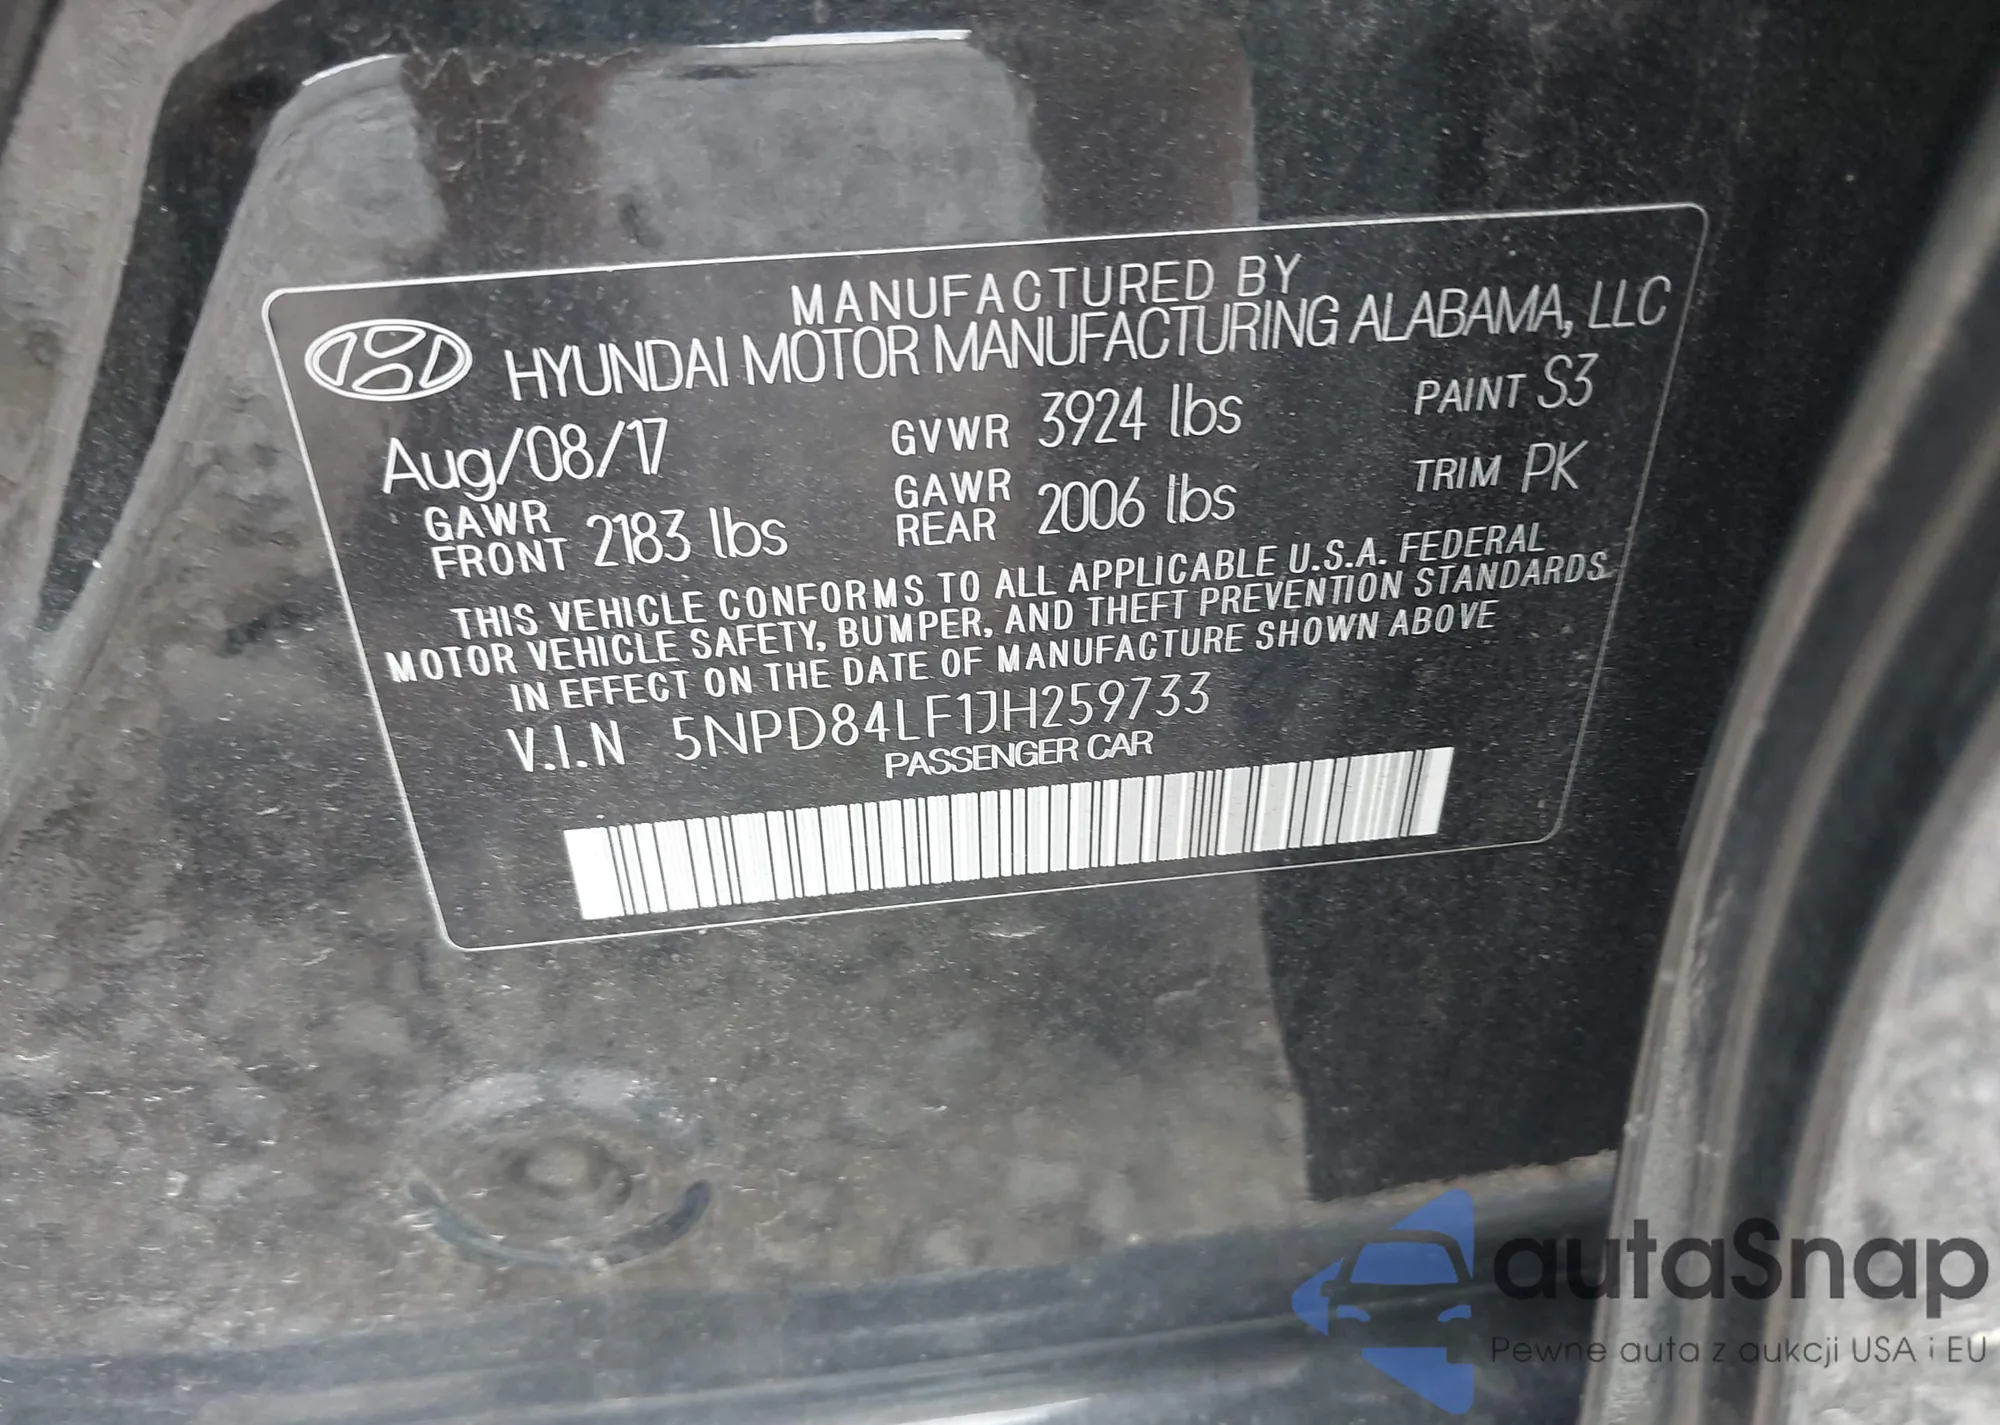 MANUFACTURED BY
HYUNDAI MOTOR MANUFACTURING ALABAMA, LLC
Aug/08/17 GVWR 3924 lbs PAINT S3
GAWR FRONT 2183 lbs GAWR REAR 2006 lbs TRIM PK
THIS VEHICLE CONFORMS TO ALL APPLICABLE U.S.A. FEDERAL
MOTOR VEHICLE SAFETY, BUMPER, AND THEFT PREVENTION STANDARDS
IN EFFECT ON THE DATE OF MANUFACTURE SHOWN ABOVE
V.I.N 5NPD84LF1JH259733
PASSENGER CAR
autaSnap
Pewne auta z aukcji USA i EU